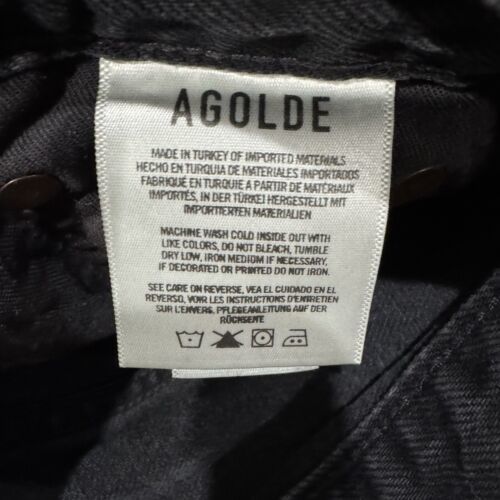 AGOLDE
MADE IN TURKEY OF IMPORTED MATERIALS
HECHO EN TURQUIA DE MATERIALES IMPORTADOS
FABRIQUÉ EN TURQUIE A PARTIR DE MATÉRIAUX
IMPORTÉS, IN DER TÜRKEI HERGESTELLT MIT
IMPORTIERTEN MATERIALIEN
MACHINE WASH COLD INSIDE OUT WITH
LIKE COLORS, DO NOT BLEACH, TUMBLE
DRY LOW, IRON MEDIUM IF NECESSARY,
IF DECORATED OR PRINTED DO NOT IRON.
SEE CARE ON REVERSE, VEA EL CUIDADO EN EL
REVERSO, VOIR LES INSTRUCTIONS D'ENTRETIEN
SUR L'ENVERS, PFLEGEANLEITUNG AUF DER
RÜCKSEITE